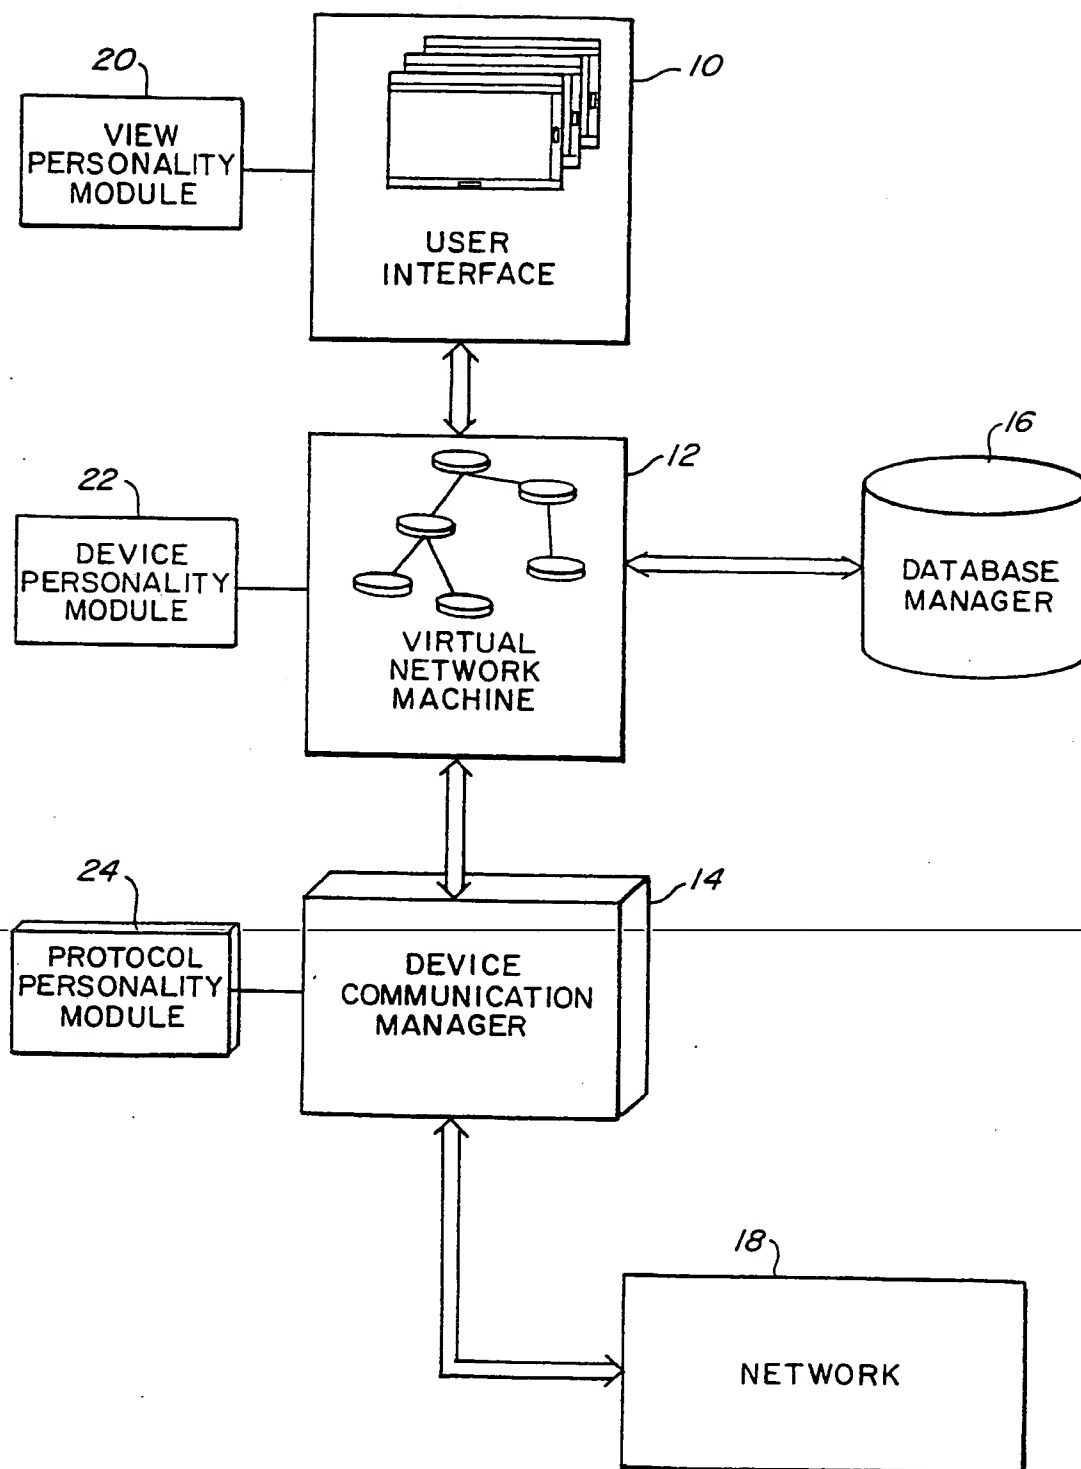 20
10
VIEW
PERSONALITY
MODULE
USER
INTERFACE
12
16
22
DEVICE
PERSONALITY
MODULE
DATABASE
MANAGER
VIRTUAL
NETWORK
MACHINE
24
14
PROTOCOL
PERSONALITY
MODULE
DEVICE
COMMUNICATION
MANAGER
18
NETWORK